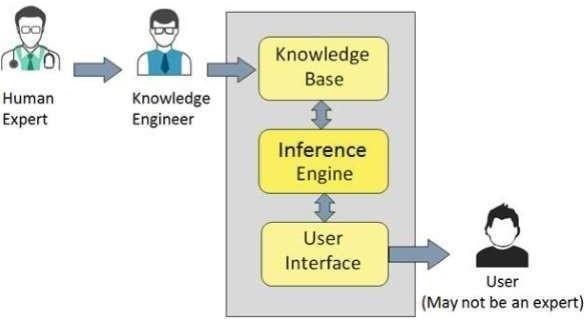 Human
Expert
Knowledge
Engineer
Knowledge
Base
Inference
Engine
User
Interface
User
(May not be an expert)